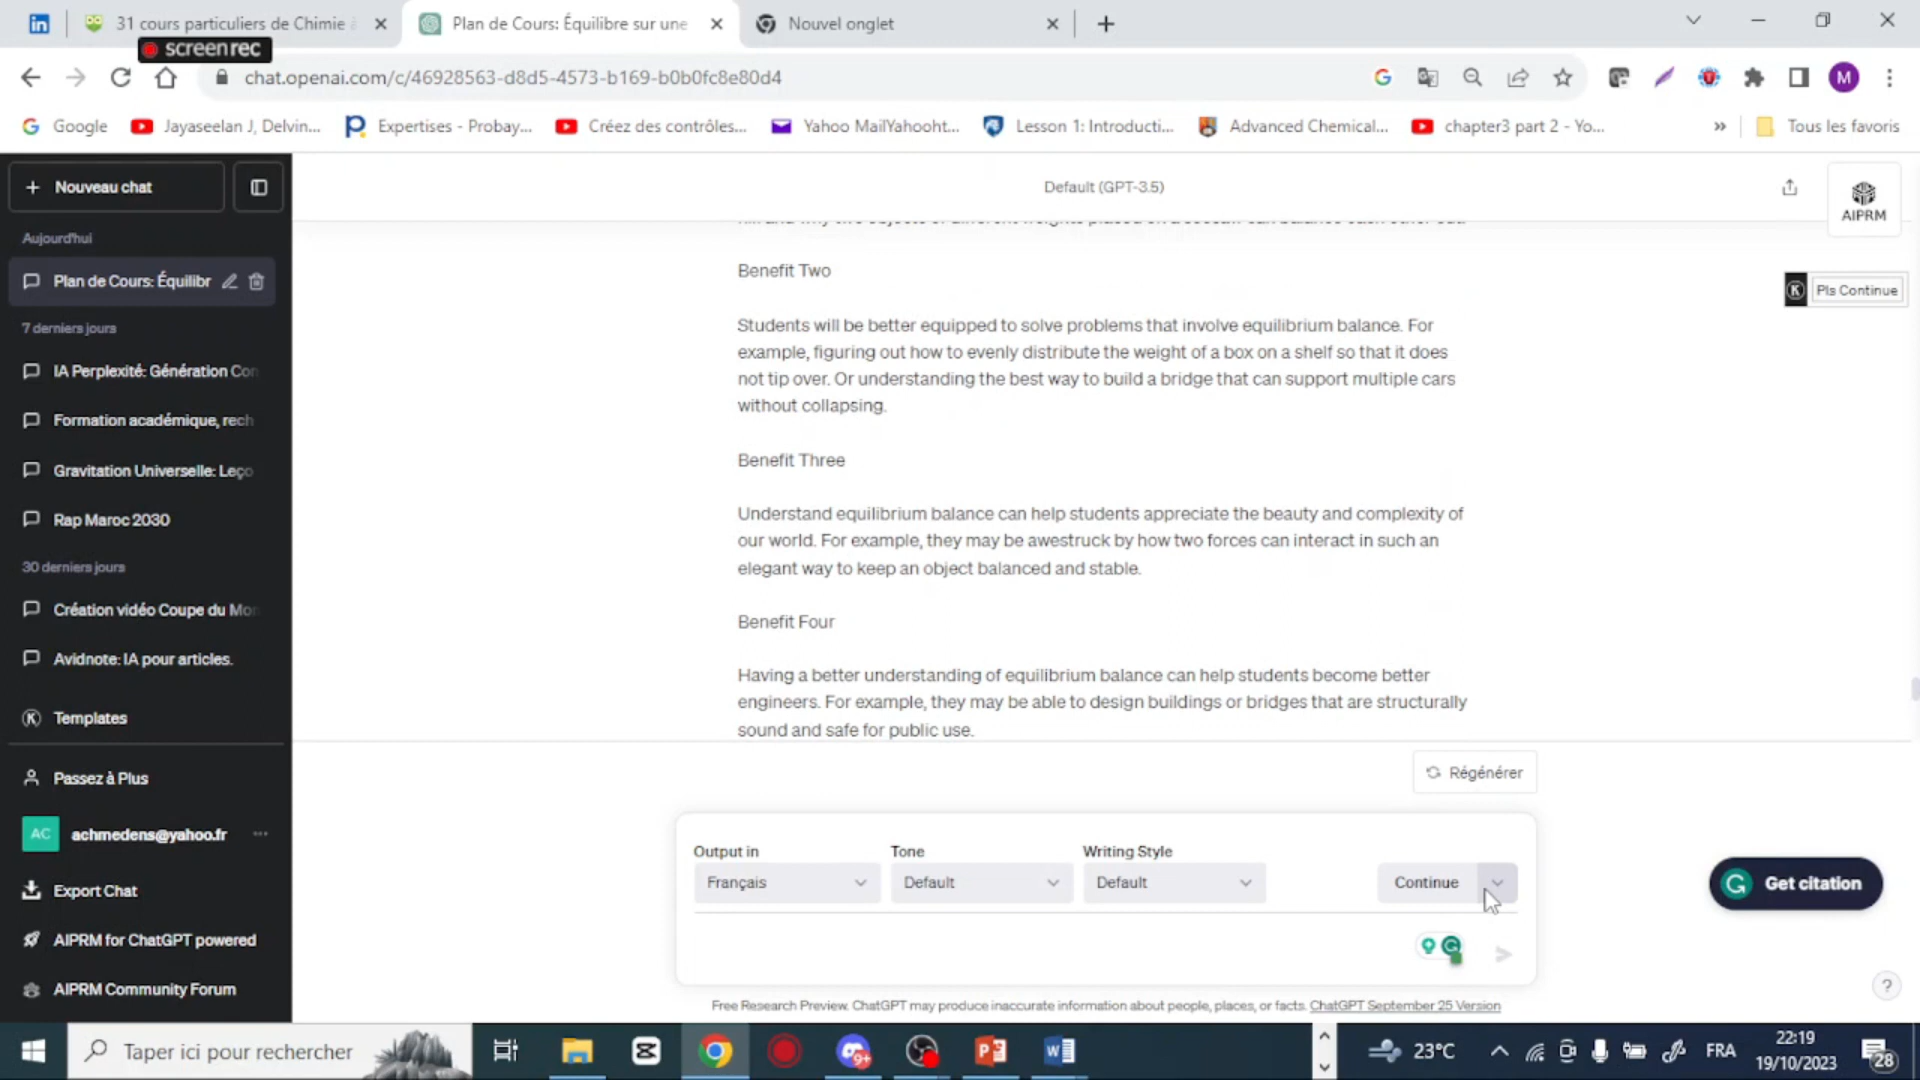 31 cours particuliers de Chimie
Plan de Cours: Équilibre sur une
Nouvel onglet
screenrec
chat.openai.com/c/46928563-d8d5-4573-b169-b0b0fc8e80d4
M
Google
Jayaseelan J, Delvin...
Expertises - Probay...
Créez des contrôles...
Yahoo MailYahooht...
Lesson 1: Introducti...
Advanced Chemical...
chapter3 part 2 - Yo...
Tous les favoris
Nouveau chat
Default (GPT-3.5)
AIPRM
Aujourd'hui
Plan de Cours: Équilibr
7 derniers jours
IA Perplexité: Génération Con
Formation académique, rech
Gravitation Universelle: Leço
Rap Maroc 2030
30 derniers jours
Création vidéo Coupe du Mon
Avidnote: IA pour articles.
Templates
Passez à Plus
AC achmedens@yahoo.fr
Export Chat
AIPRM for ChatGPT powered
AIPRM Community Forum
Pls Continue
Benefit Two
Students will be better equipped to solve problems that involve equilibrium balance. For
example, figuring out how to evenly distribute the weight of a box on a shelf so that it does
not tip over. Or understanding the best way to build a bridge that can support multiple cars
without collapsing.
Benefit Three
Understand equilibrium balance can help students appreciate the beauty and complexity of
our world. For example, they may be awestruck by how two forces can interact in such an
elegant way to keep an object balanced and stable.
Benefit Four
Having a better understanding of equilibrium balance can help students become better
engineers. For example, they may be able to design buildings or bridges that are structurally
sound and safe for public use.
Régénérer
Output in
Tone
Writing Style
Français
Default
Default
Continue
Get citation
Free Research Preview. ChatGPT may produce inaccurate information about people, places, or facts. ChatGPT September 25 Version
?
Taper ici pour rechercher
9+
23°C
FRA
22:19
19/10/2023
28